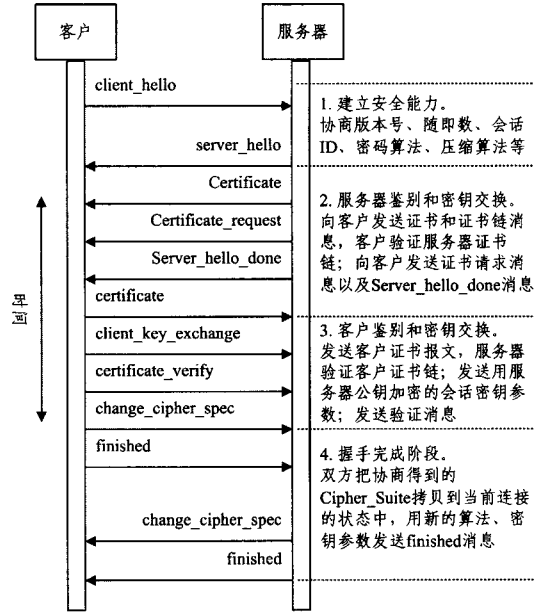 客户
服务器
client_hello
1. 建立安全能力。
协商版本号、随即数、会话
ID、密码算法、压缩算法等
server_hello
Certificate
2. 服务器鉴别和密钥交换。
向客户发送证书和证书链消
息，客户验证服务器证书
链；向客户发送证书请求消
息以及Server_hello_done消息
Certificate_request
Server_hello_done
时间
certificate
client_key_exchange
certificate_verify
change_cipher_spec
3. 客户鉴别和密钥交换。
发送客户证书报文，服务器
验证客户证书链；发送用服
务器公钥加密的会话密钥参
数；发送验证消息
finished
4. 握手完成阶段。
双方把协商得到的
Cipher_Suite拷贝到当前连接
的状态中，用新的算法、密
钥参数发送finished消息
change_cipher_spec
finished